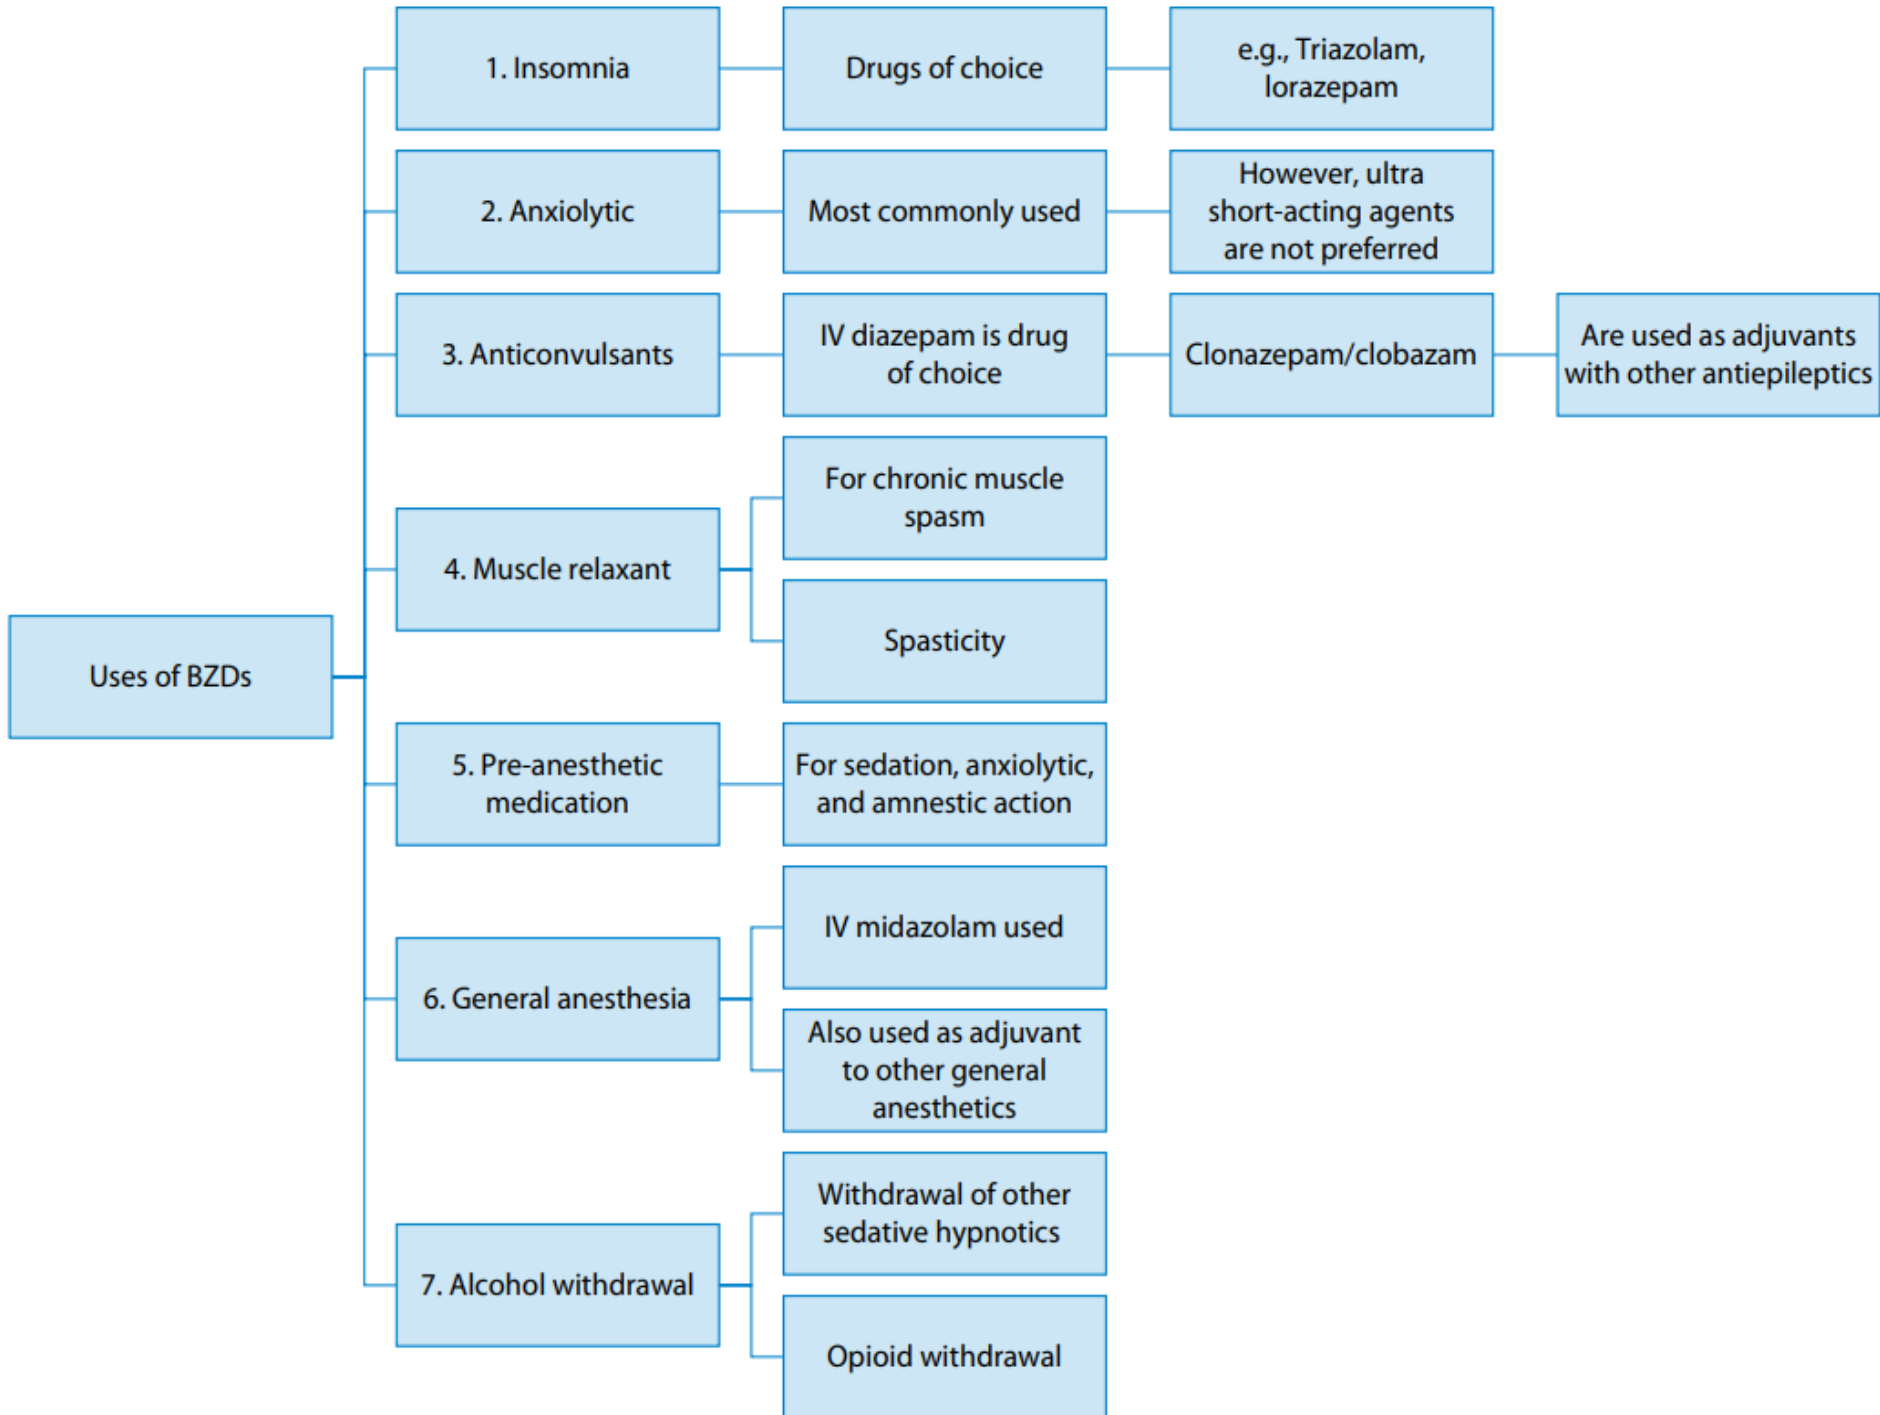 1. Insomnia
Drugs of choice
e.g., Triazolam,
lorazepam
2. Anxiolytic
Most commonly used
However, ultra
short-acting agents
are not preferred
3. Anticonvulsants
IV diazepam is drug
of choice
Clonazepam/clobazam
Are used as adjuvants
with other antiepileptics
4. Muscle relaxant
For chronic muscle
spasm
Spasticity
Uses of BZDs
5. Pre-anesthetic
medication
For sedation, anxiolytic,
and amnestic action
6. General anesthesia
IV midazolam used
Also used as adjuvant
to other general
anesthetics
7. Alcohol withdrawal
Withdrawal of other
sedative hypnotics
Opioid withdrawal